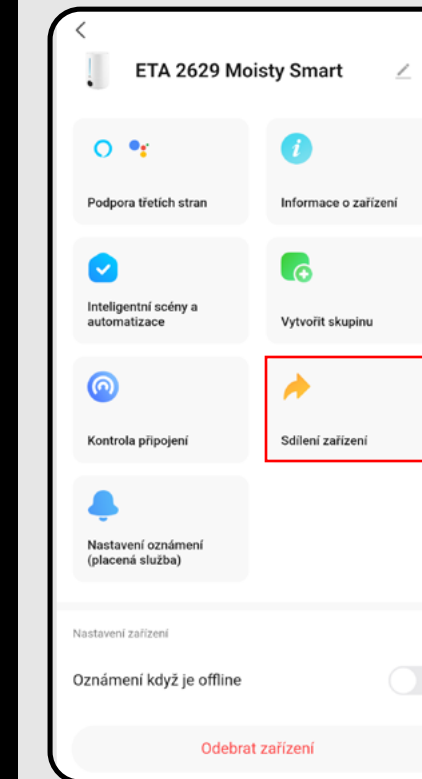 ETA 2629 Moisty Smart
Podpora třetích stran
Informace o zařízení
Inteligentní scény a
automatizace
Vytvořit skupinu
Kontrola připojení
Sdílení zařízení
Nastavení oznámení
(placená služba)
Nastavení zařízení
Oznámení když je offline
Odebrat zařízení